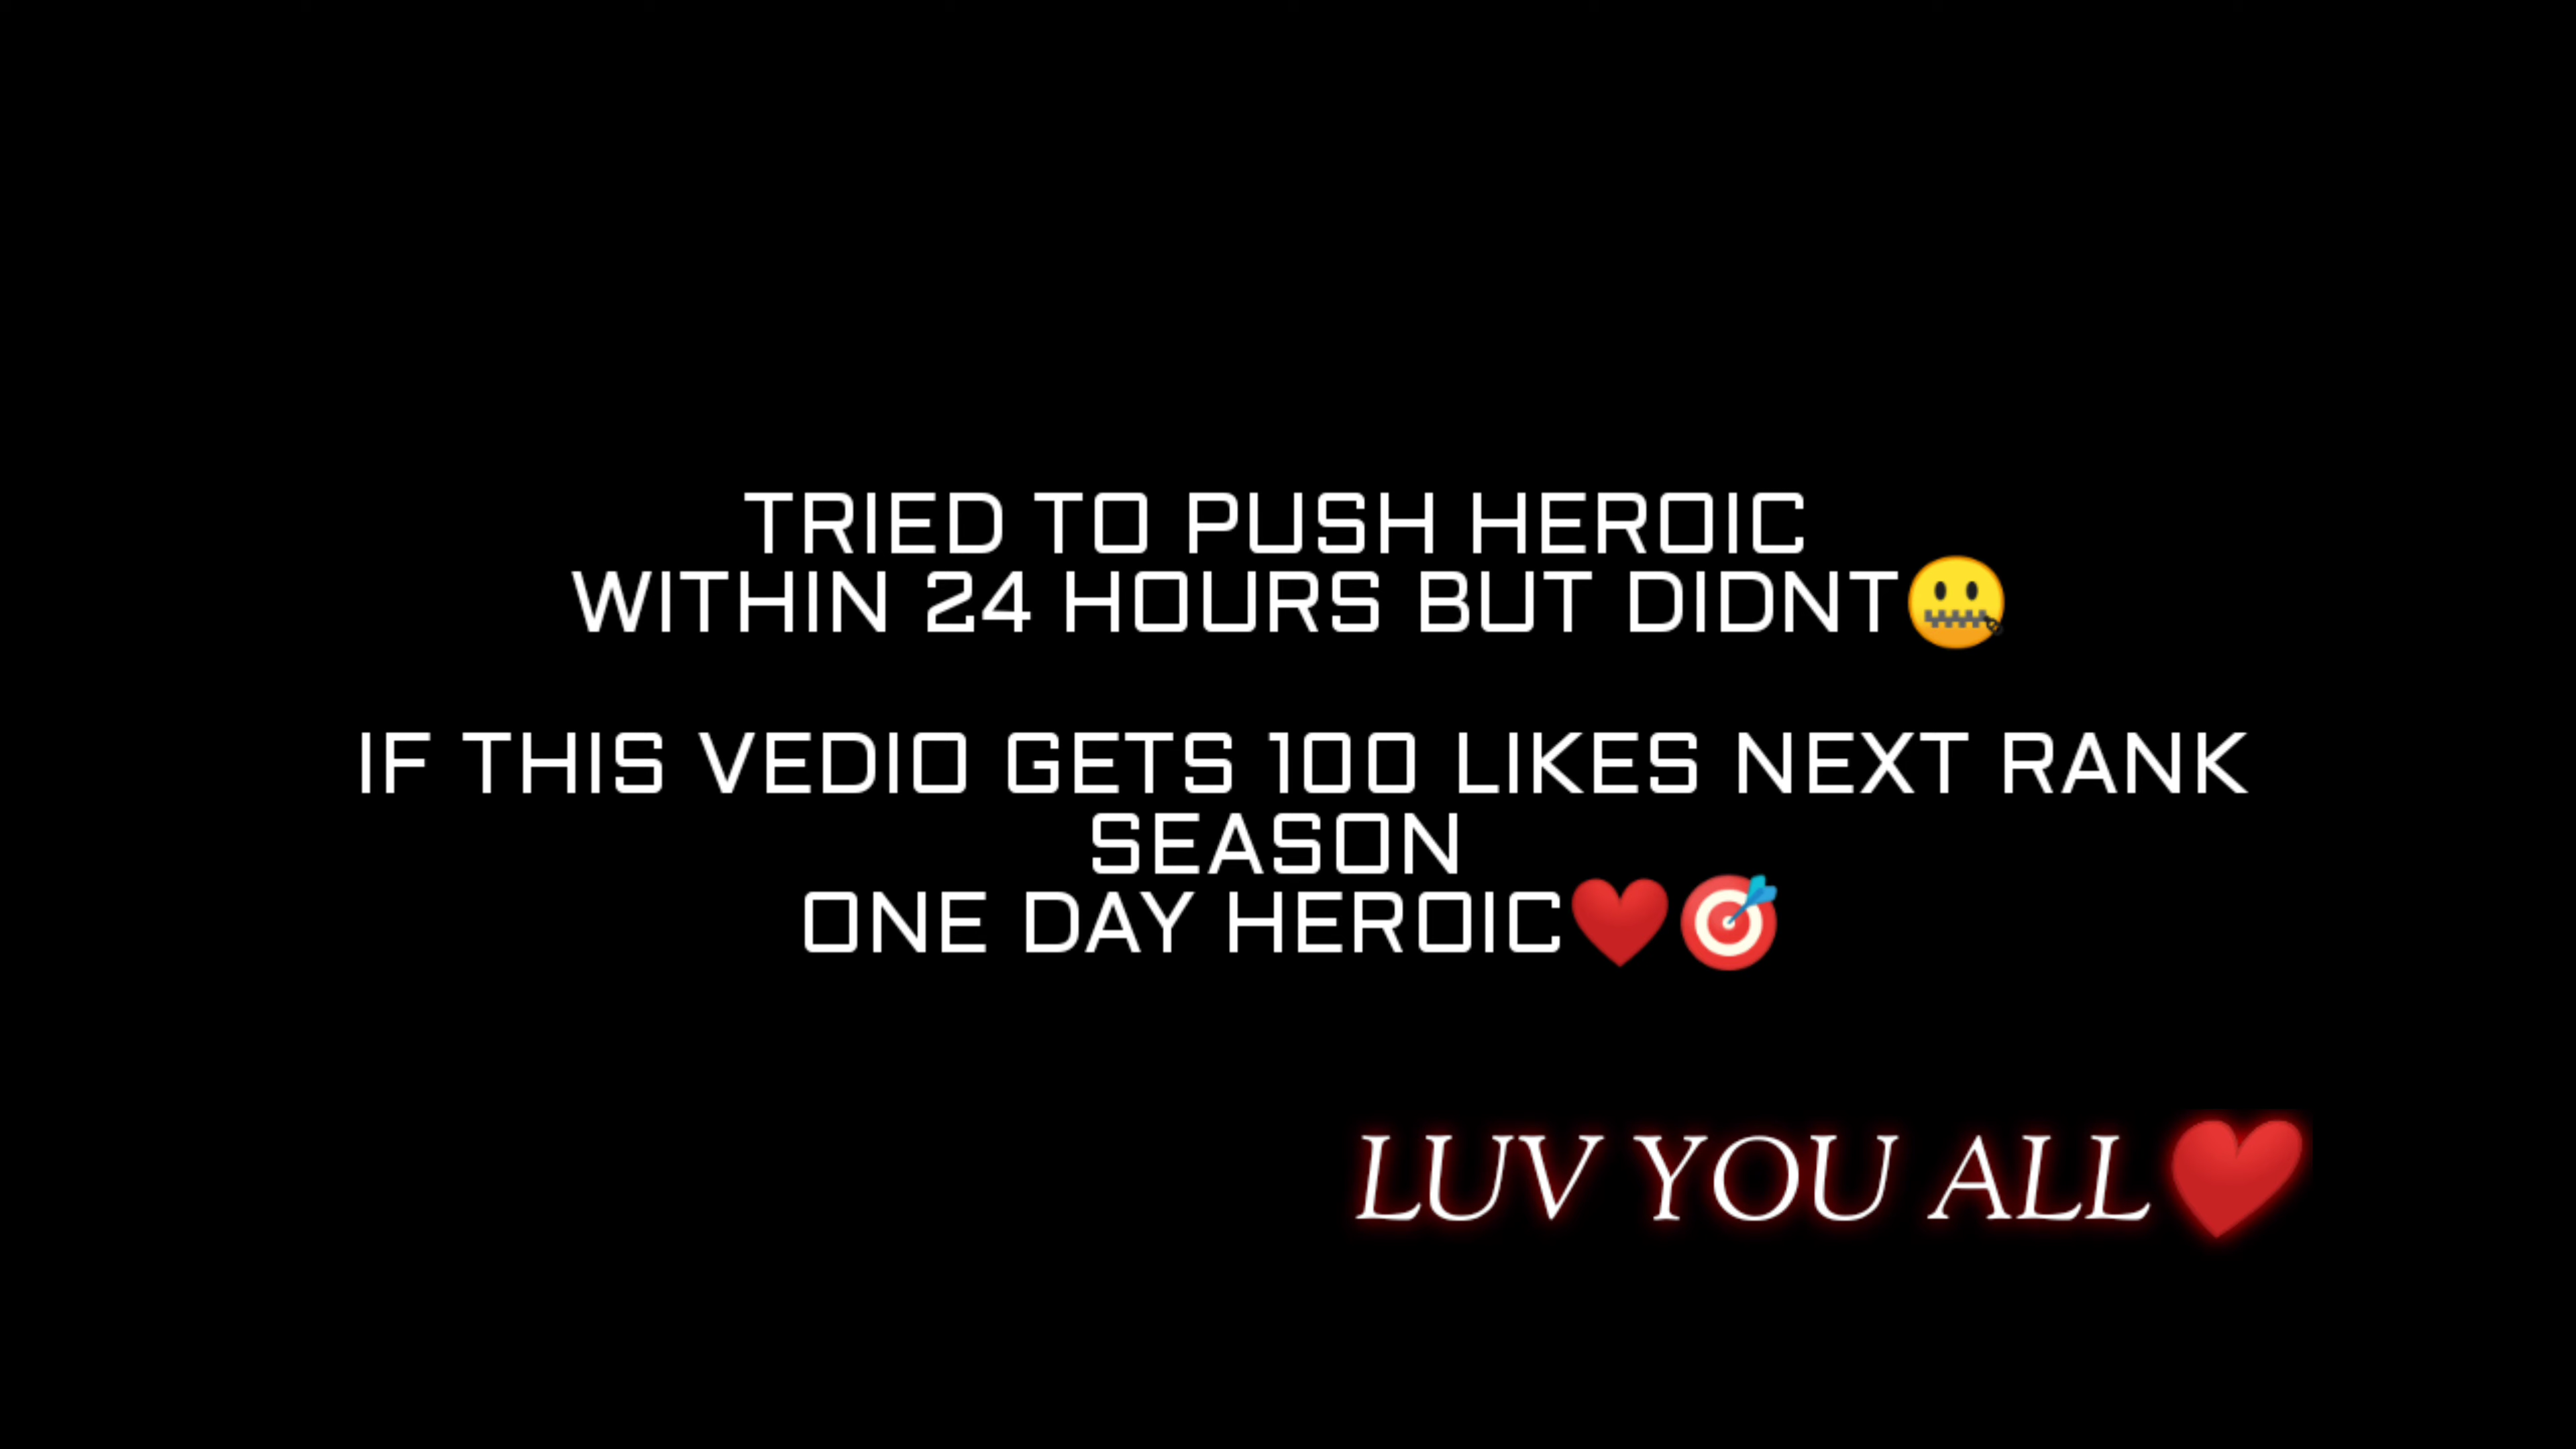 TRIED TO PUSH HEROIC
WITHIN 24 HOURS BUT DIDNT🤐
IF THIS VEDIO GETS 100 LIKES NEXT RANK
SEASON
ONE DAY HEROIC❤️🎯
LUV YOU ALL❤️